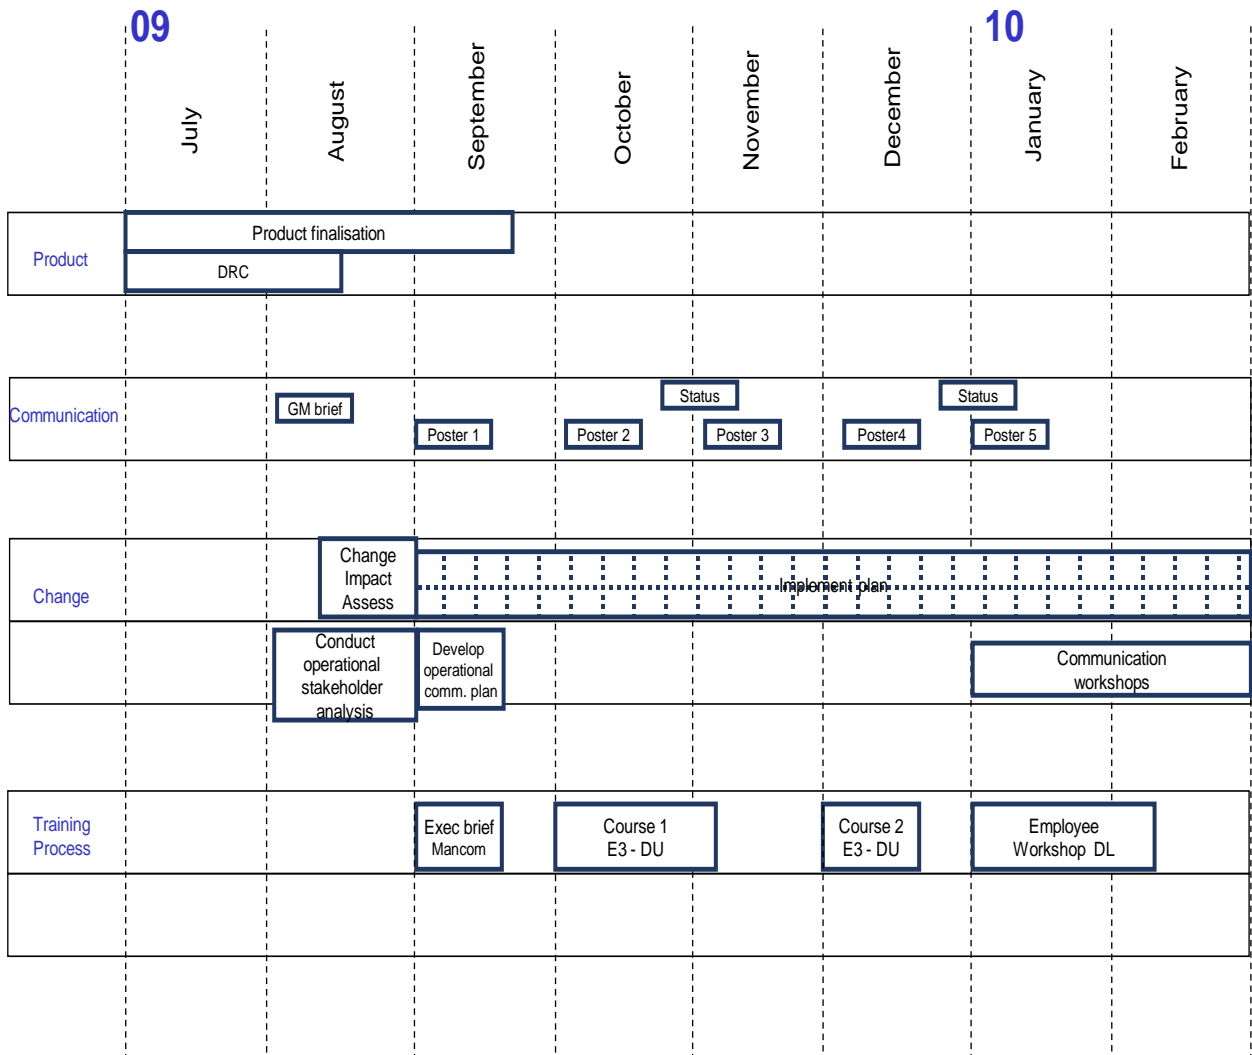 09
10
July
August
September
October
November
December
January
February
Product
Product finalisation
DRC
Communication
GM brief
Status
Status
Poster 1
Poster 2
Poster 3
Poster4
Poster 5
Change
Change
Impact
Assess
Implement plan
Conduct
operational
stakeholder
analysis
Develop
operational
comm. plan
Communication
workshops
Training
Process
Exec brief
Mancom
Course 1
E3 - DU
Course 2
E3 - DU
Employee
Workshop DL